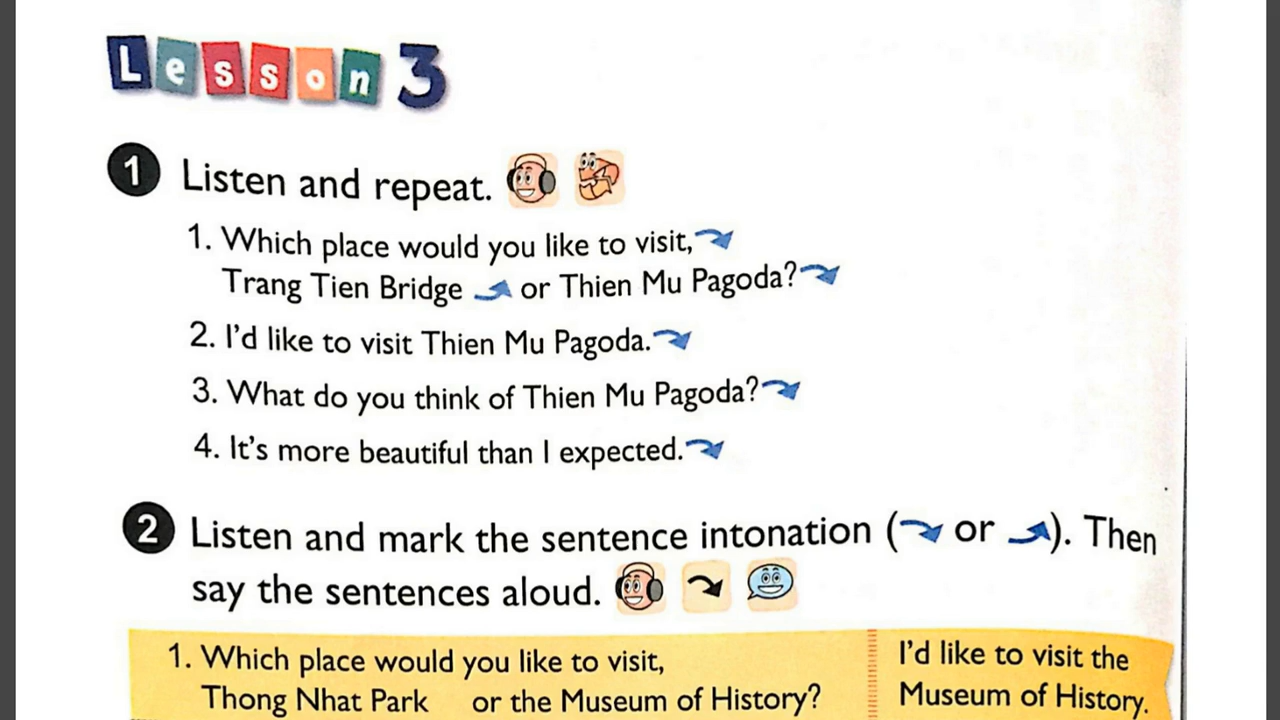 Lesson 3
1 Listen and repeat.
1. Which place would you like to visit,
Trang Tien Bridge or Thien Mu Pagoda?
2. I'd like to visit Thien Mu Pagoda.
3. What do you think of Thien Mu Pagoda?
4. It's more beautiful than I expected.
2 Listen and mark the sentence intonation ( or ). Then
say the sentences aloud.
1. Which place would you like to visit,
Thong Nhat Park or the Museum of History?
I'd like to visit the
Museum of History.